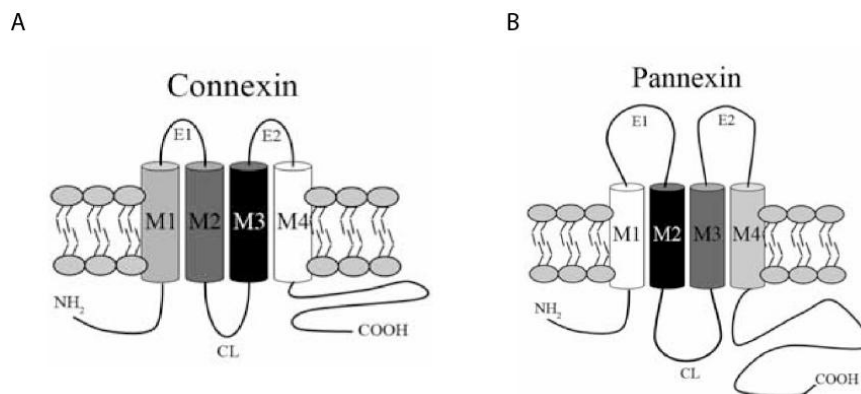 A
Connexin
E1
E2
M1
M2
M3
M4
NH2
CL
COOH
B
Pannexin
E1
E2
M1
M2
M3
M4
NH2
CL
COOH